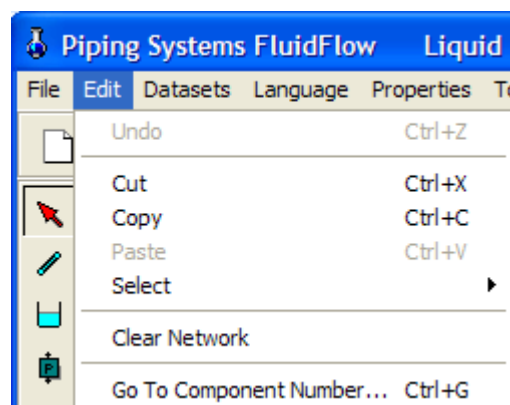 Piping Systems FluidFlow Liquid
File Edit Datasets Language Properties
Undo Ctrl+Z
Cut Ctrl+X
Copy Ctrl+C
Paste Ctrl+V
Select
Clear Network
P
Go To Component Number... Ctrl+G